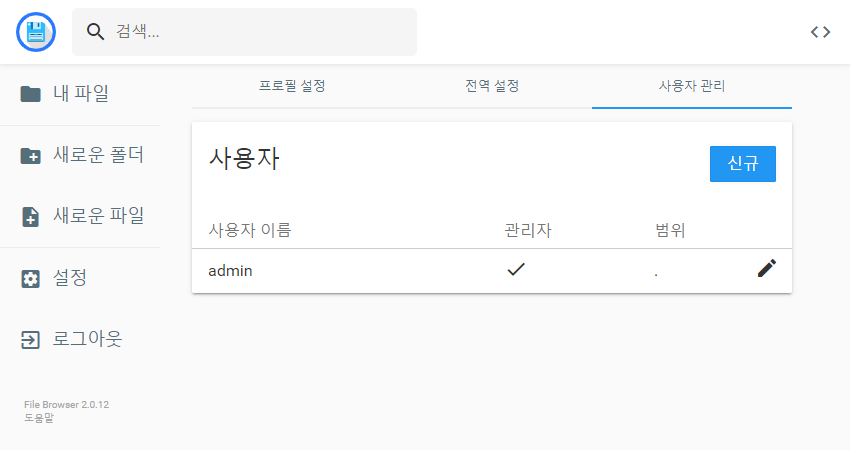 검색...
내 파일
새로운 폴더
새로운 파일
설정
로그아웃
File Browser 2.0.12
도움말
프로필 설정 전역 설정 사용자 관리
사용자
신규
사용자 이름 관리자 범위
admin .